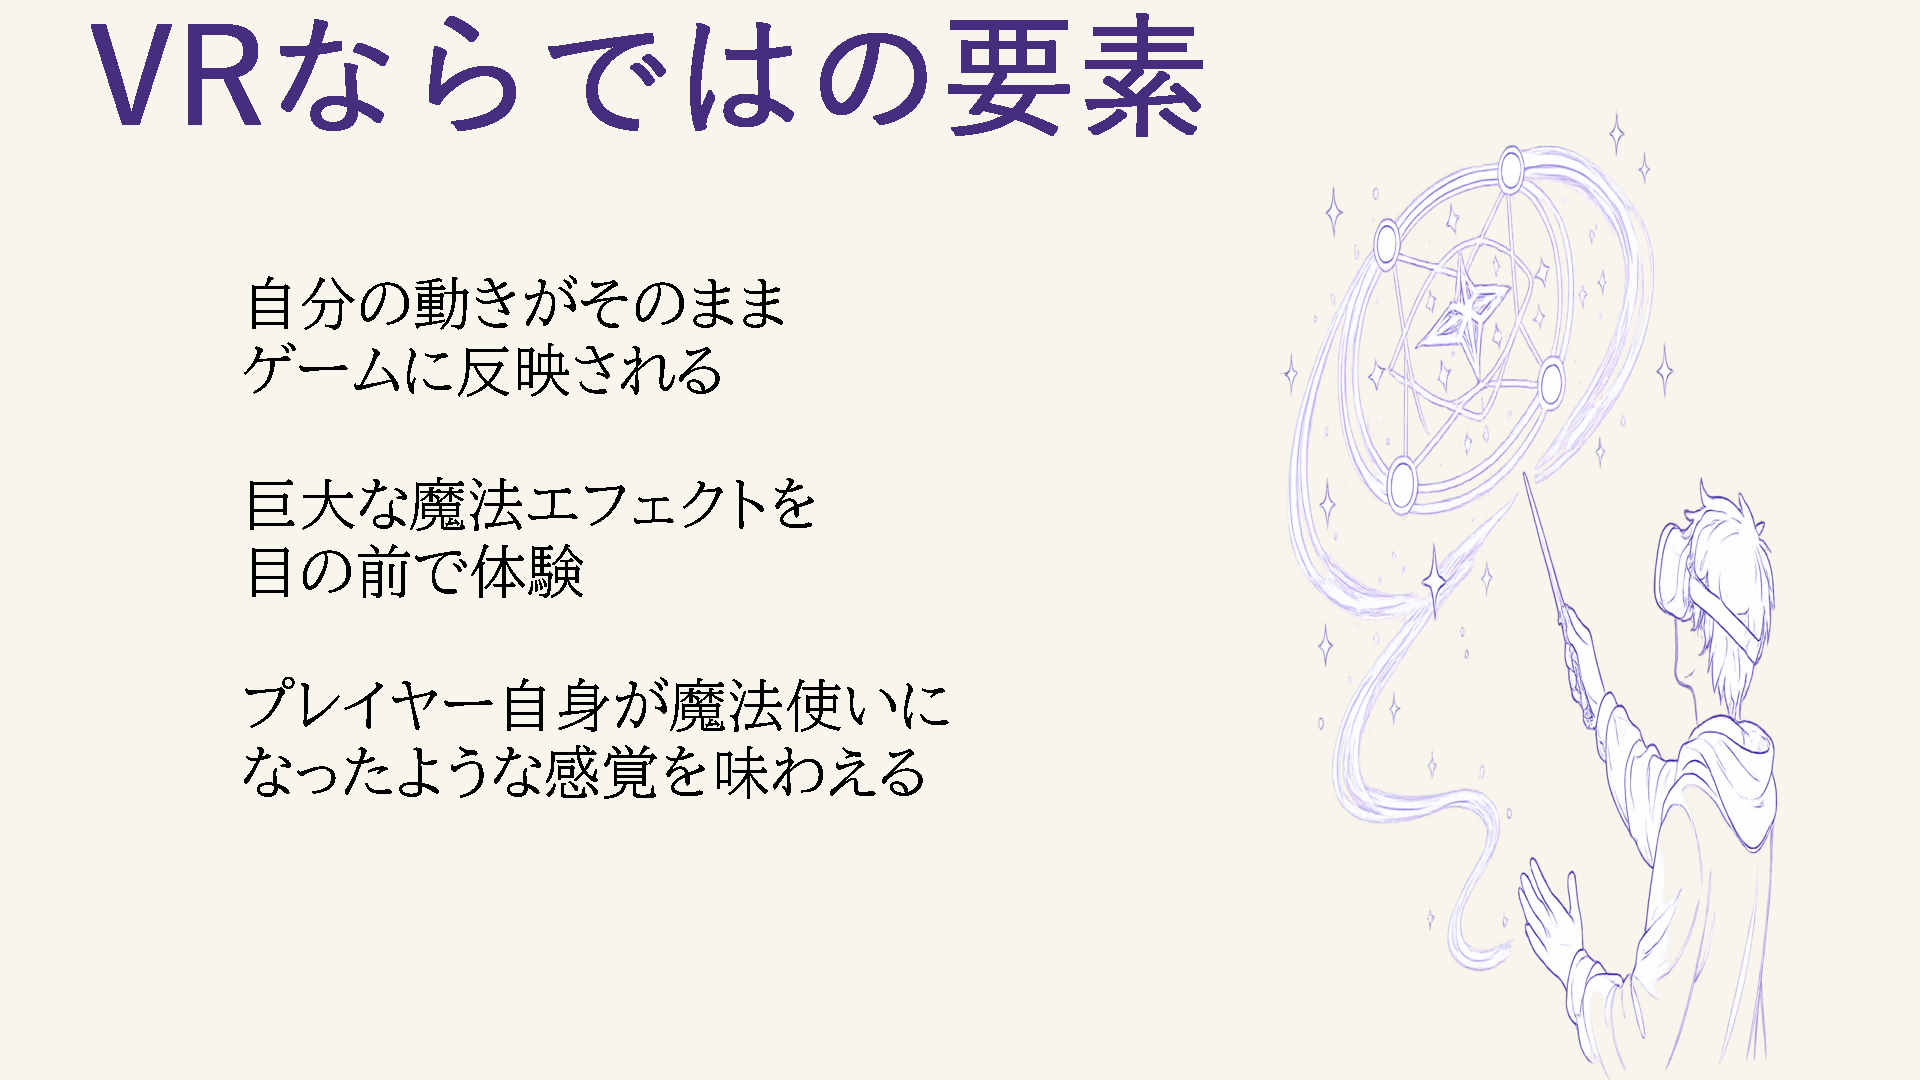 VRならではの要素
自分の動きがそのまま
ゲームに反映される
巨大な魔法エフェクトを
目の前で体験
プレイヤー自身が魔法使いに
なったような感覚を味わえる